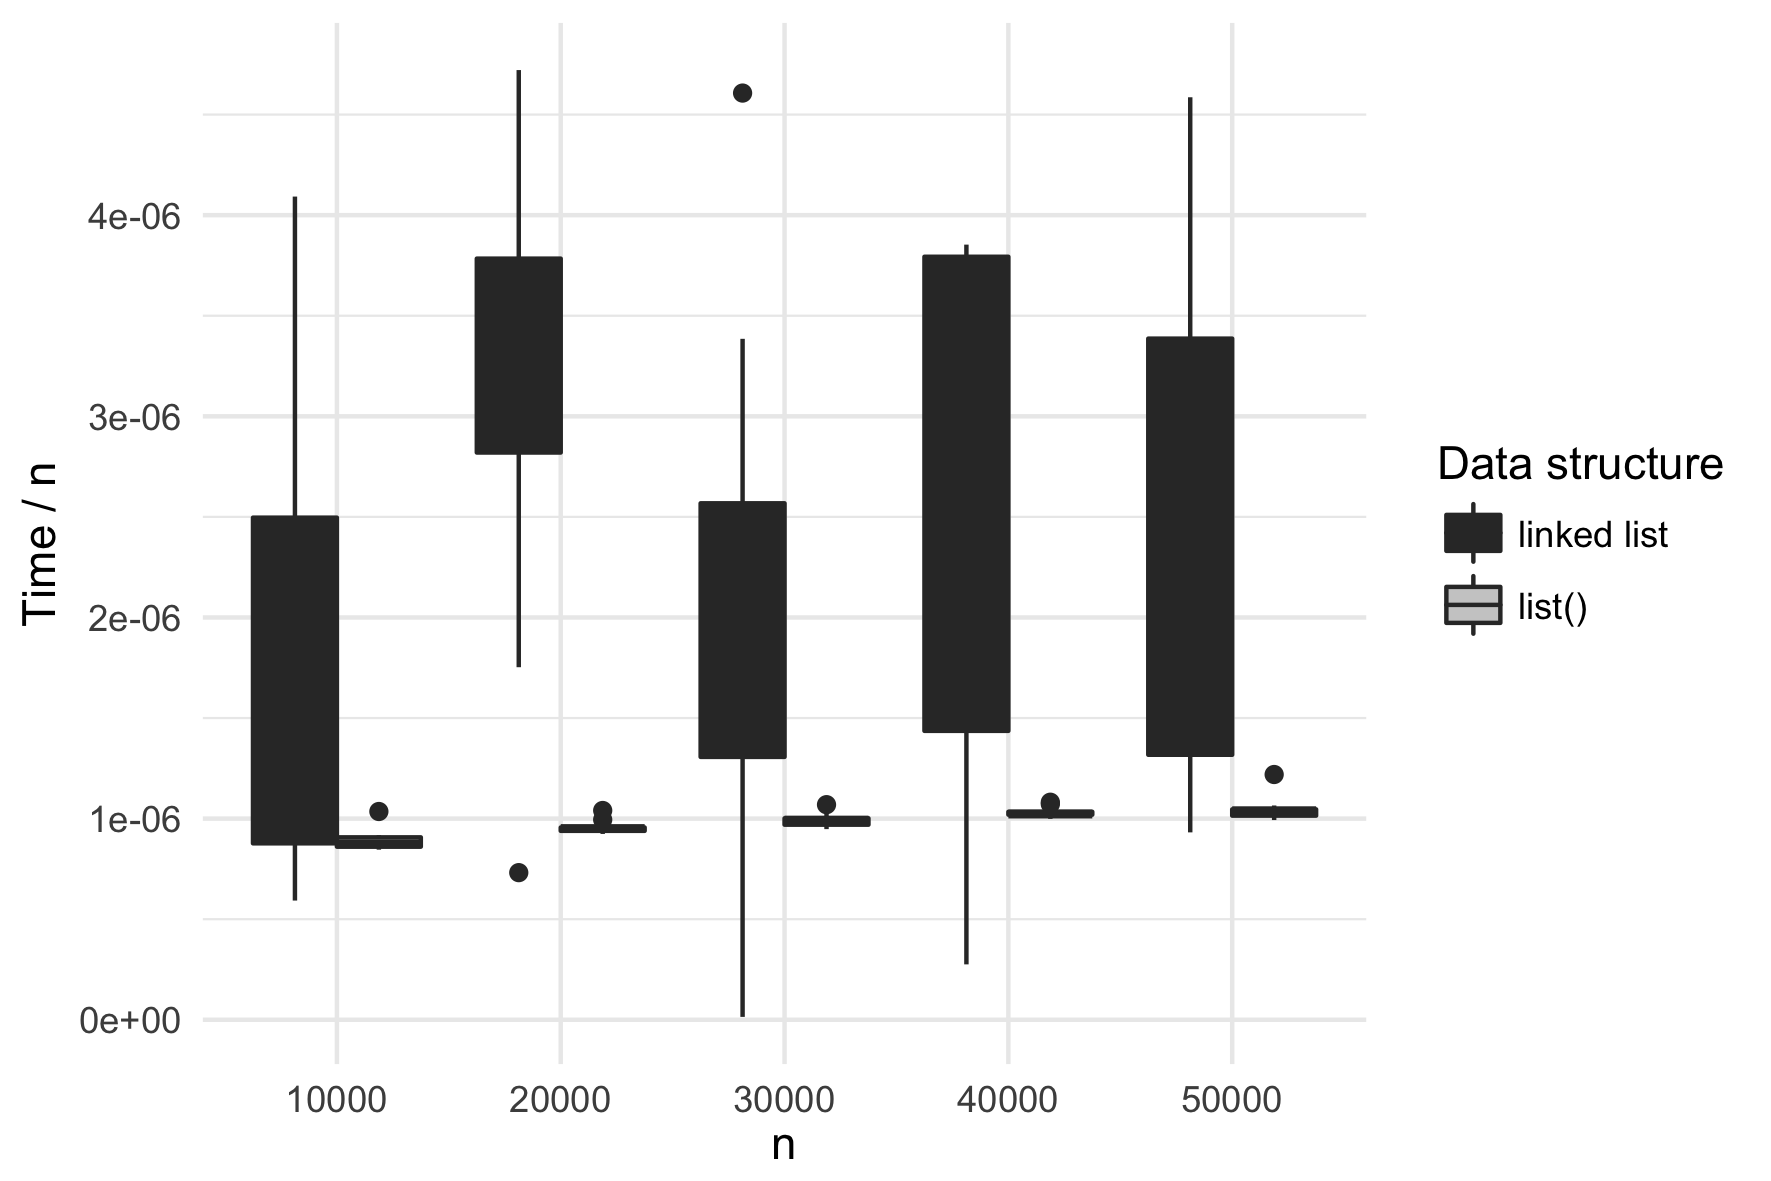 Time / n
4e-06
3e-06
2e-06
1e-06
0e+00
10000 20000 30000 40000 50000
n
Data structure
linked list
list()